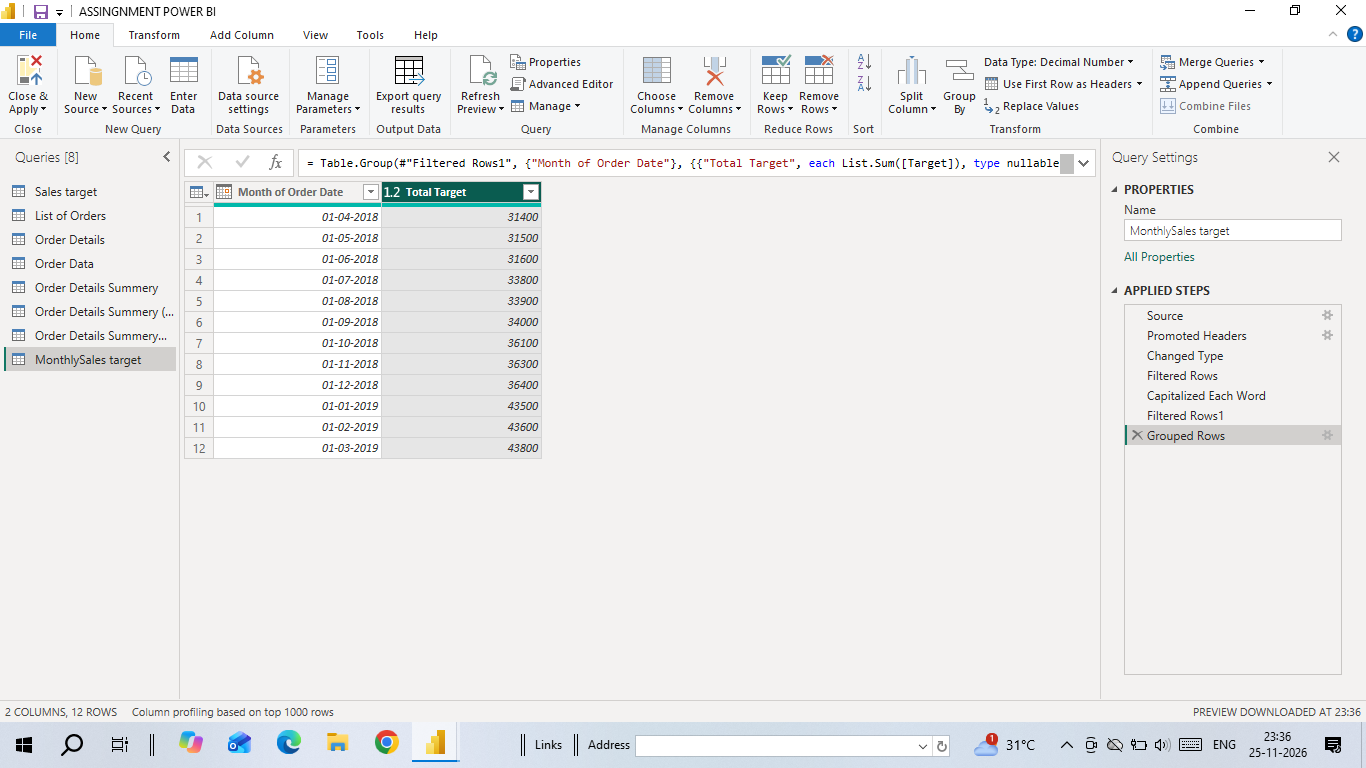 ASSINGNMENT POWER BI
File Home Transform Add Column View Tools Help
Close & Apply
New Source
Recent Sources
Enter Data
Data source settings
Manage Parameters
Export query results
Refresh Preview
Properties
Advanced Editor
Manage
Choose Columns
Remove Columns
Keep Rows
Remove Rows
Split Column
Group By
Data Type: Decimal Number
Use First Row as Headers
Replace Values
Merge Queries
Append Queries
Combine Files
Close New Query Data Sources Parameters Output Data Query Manage Columns Reduce Rows Sort Transform Combine
Queries [8]
Sales target
List of Orders
Order Details
Order Data
Order Details Summery
Order Details Summery (...
Order Details Summery...
MonthlySales target
fx = Table.Group(#"Filtered Rows1", {"Month of Order Date"}, {{"Total Target", each List.Sum([Target]), type nullable
Month of Order Date 1.2 Total Target
1 01-04-2018 31400
2 01-05-2018 31500
3 01-06-2018 31600
4 01-07-2018 33800
5 01-08-2018 33900
6 01-09-2018 34000
7 01-10-2018 36100
8 01-11-2018 36300
9 01-12-2018 36400
10 01-01-2019 43500
11 01-02-2019 43600
12 01-03-2019 43800
Query Settings
PROPERTIES
Name
MonthlySales target
All Properties
APPLIED STEPS
Source
Promoted Headers
Changed Type
Filtered Rows
Capitalized Each Word
Filtered Rows1
Grouped Rows
2 COLUMNS, 12 ROWS Column profiling based on top 1000 rows PREVIEW DOWNLOADED AT 23:36
Links Address 1 31°C ENG 23:36
25-11-2026